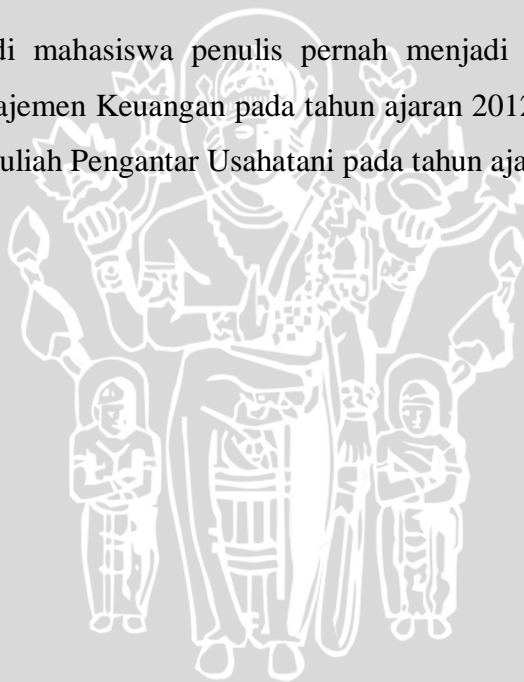 di mahasiswa penulis pernah menjadi
ajemen Keuangan pada tahun ajaran 2012
uliah Pengantar Usahatani pada tahun aja